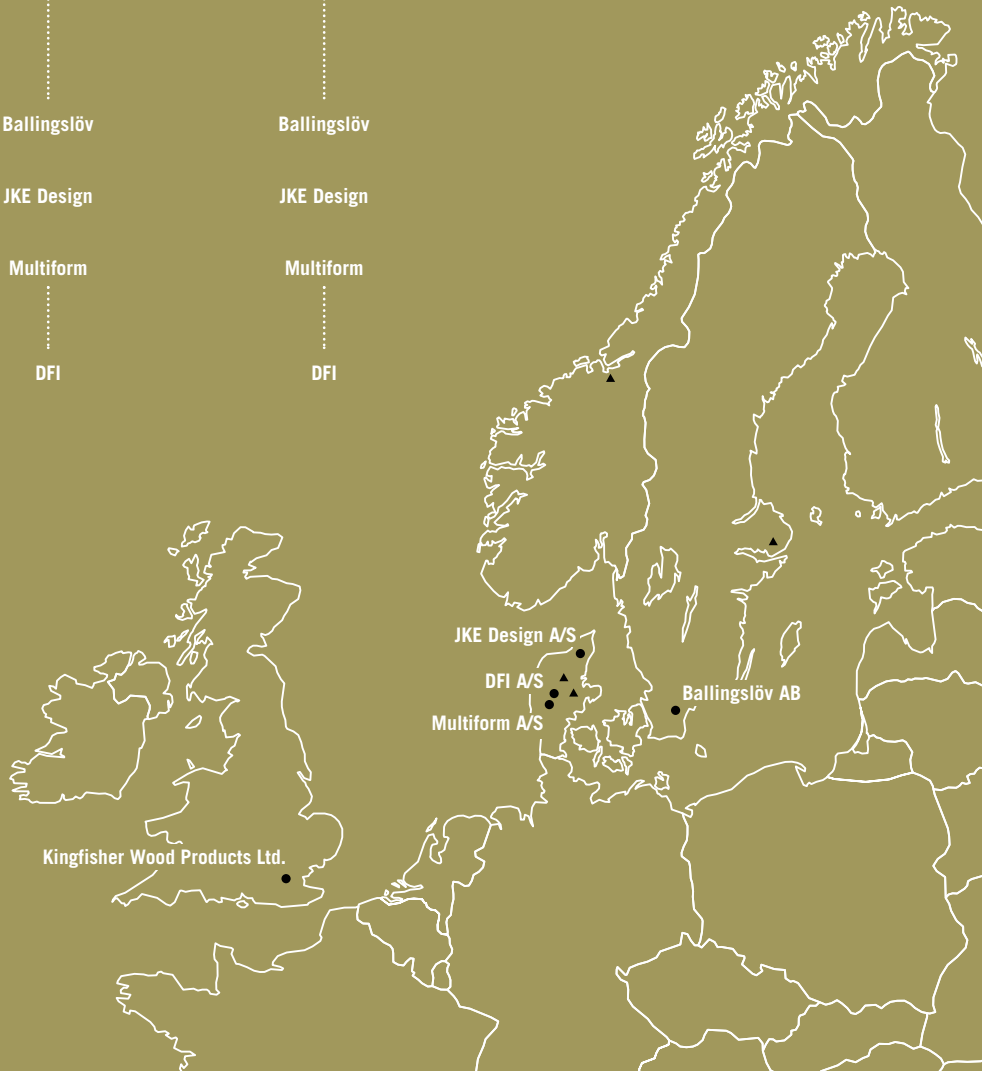 Ballingslöv
JKE Design
Multiform
DFI
Ballingslöv
JKE Design
Multiform
DFI
JKE Design A/S
DFI A/S
Ballingslöv AB
Multiform A/S
Kingfisher Wood Products Ltd.